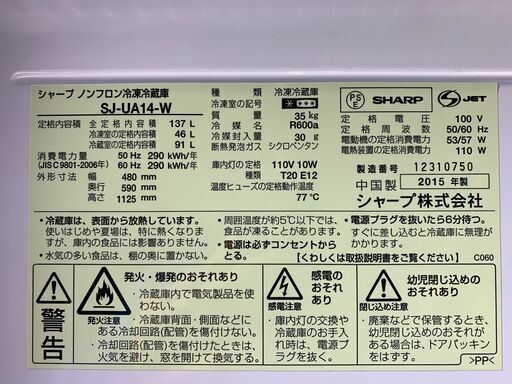 シャープ ノンフロン冷凍冷蔵庫
SJ-UA14-W
定格内容積 137 L
冷凍室の定格内容積 46 L
冷蔵室の定格内容積 91 L
消費電力量 50 Hz 290 kWh/年
(JIS C 9801-2006年) 60 Hz 290 kWh/年
外形寸法 幅 480 mm
奥行 590 mm
高さ 1125 mm
種類 冷凍冷蔵庫
冷凍室の記号
質量 35 kg
冷媒名 R600a
冷媒封入量 30 g
断熱発泡ガス シクロペンタン
庫内灯の定格 110V 10W
形名 T20 E12
温度ヒューズの定格動作温度
77 ℃
PS
E
SHARP
JET
定格電圧 100 V
定格周波数 50/60 Hz
電動機の定格消費電力 53/57 W
電熱装置の定格消費電力 110 W
製造番号 12310750
中国製 2015 年製
シャープ株式会社
・冷蔵庫は、表面から放熱しています。
使いはじめや夏場は、特に熱くなります
が、庫内の食品には影響ありません。
・水気の多い食品は、棚の奥に置かない。
・周囲温度が約5℃以下のとき、
食品が凍ることがあります。
・電源は必ずコンセントから
とる。
・電源プラグを抜いたら6分待つ。
すぐに差し込むと冷蔵庫の故障の
原因になります。
【くわしくは取扱説明書をご覧ください】 C060
警告
発火注意
発火・爆発のおそれあり
・冷蔵庫内で電気製品を使
わない。
・冷蔵庫背面・側面などに
ある冷却回路(配管)を傷付けない。
・冷却回路(配管)を傷付けたときは、
火気を避け、窓を開けて換気する。
感電注意
感電の
おそれ
あり
・庫内灯の交換や
冷蔵庫のお手入
れ時は、電源プ
ラグを抜く。
閉じ込め注意
幼児閉じ込めの
おそれあり
・廃棄などで保管するとき、幼
児閉じ込めのおそれが
ある場合は、ドアパッキン
をはずす。
>PP<